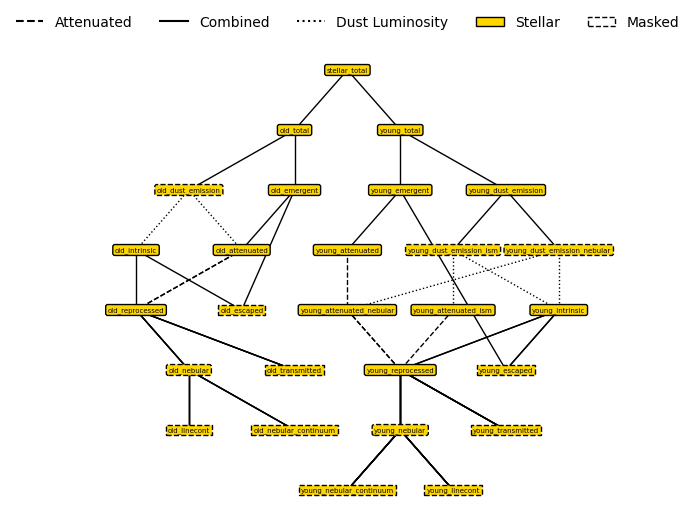 Attenuated Combined Dust Luminosity Stellar Masked
stellar_total
old_total young_total
old_dust_emission old_emergent young_emergent young_dust_emission
old_intrinsic old_attenuated young_attenuated young_dust_emission_ism young_dust_emission_nebular
old_reprocessed old_escaped young_attenuated_nebular young_attenuated_ism young_intrinsic
old_nebular old_transmitted young_reprocessed young_escaped
old_linecont old_nebular_continuum young_nebular young_transmitted
young_nebular_continuum young_linecont